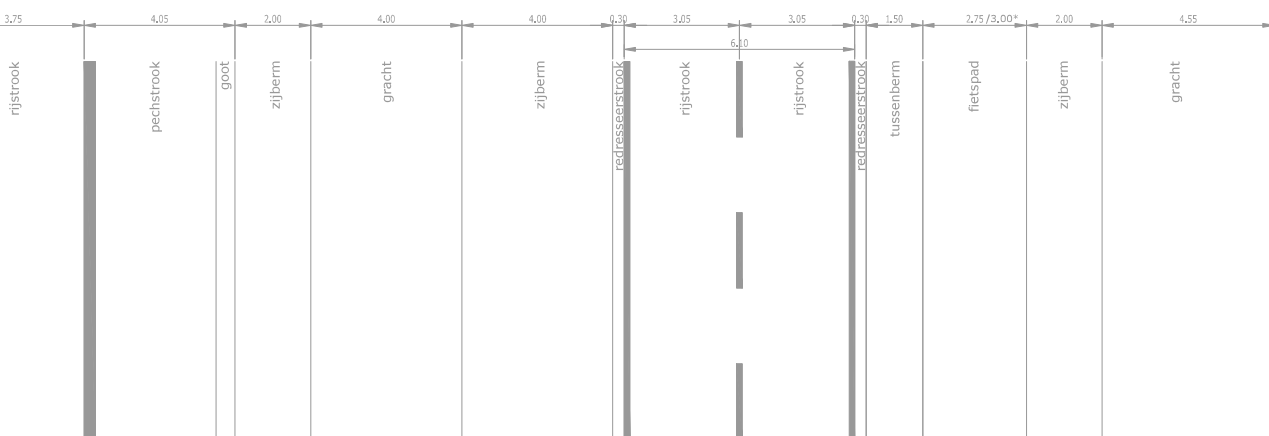 3.75 4.05 2.00 4.00 4.00 0.30 3.05 3.05 0.30 1.50 2.75/3.00* 2.00 4.55
6.10
rijstrook
pechstrook
goot
zijberm
gracht
zijberm
redresseerstrook
rijstrook
rijstrook
redresseerstrook
tussenberm
fietspad
zijberm
gracht